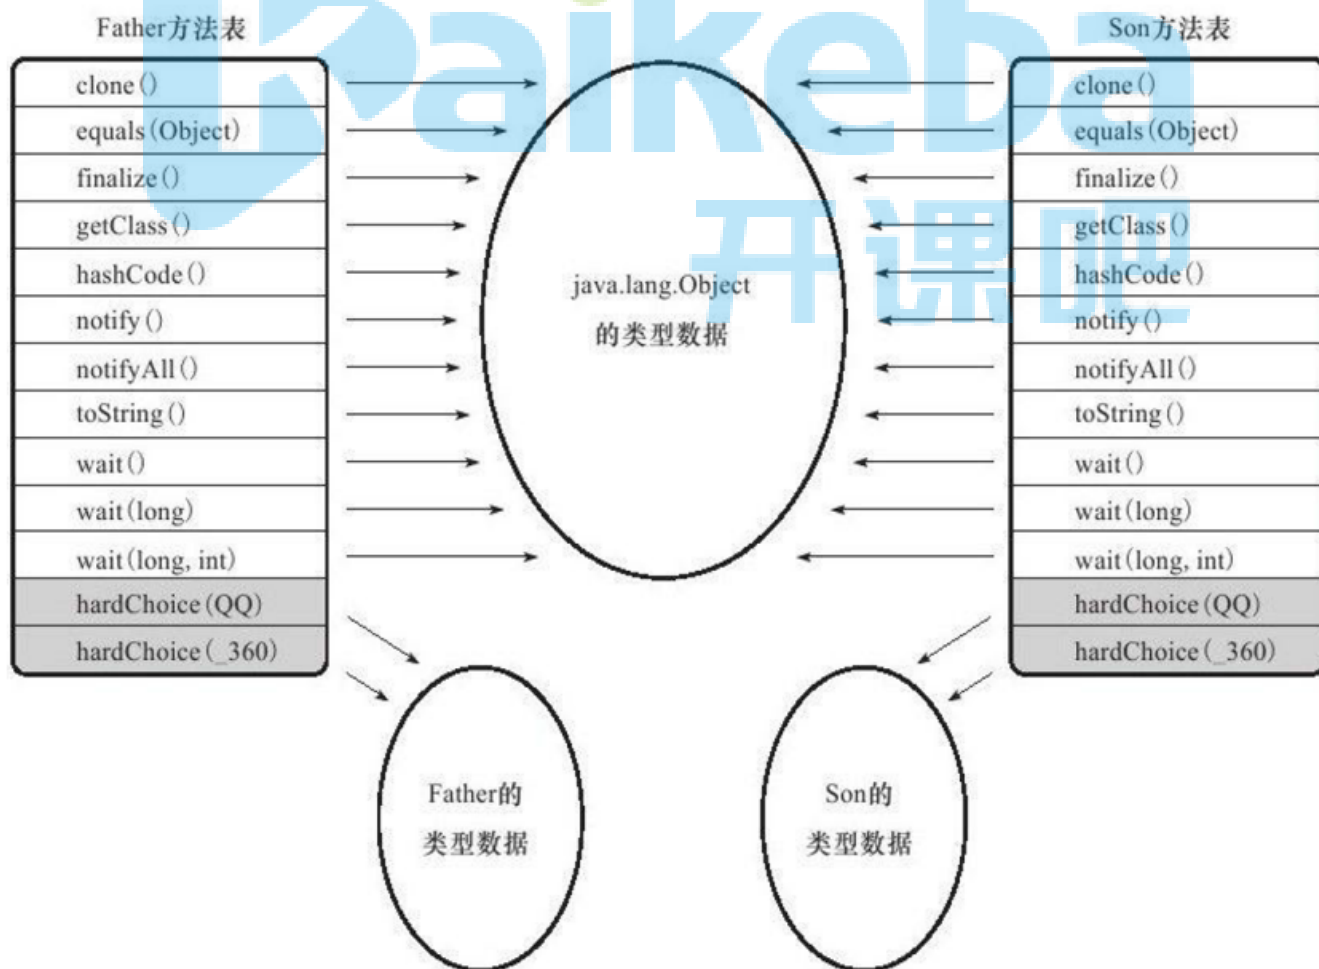 Father方法表
clone()
equals(Object)
finalize()
getClass()
hashCode()
notify()
notifyAll()
toString()
wait()
wait(long)
wait(long, int)
hardChoice(QQ)
hardChoice(_360)
Kaikeba
开课吧
java.lang.Object
的类型数据
Father的
类型数据
Son的
类型数据
Son方法表
clone()
equals(Object)
finalize()
getClass()
hashCode()
notify()
notifyAll()
toString()
wait()
wait(long)
wait(long, int)
hardChoice(QQ)
hardChoice(_360)